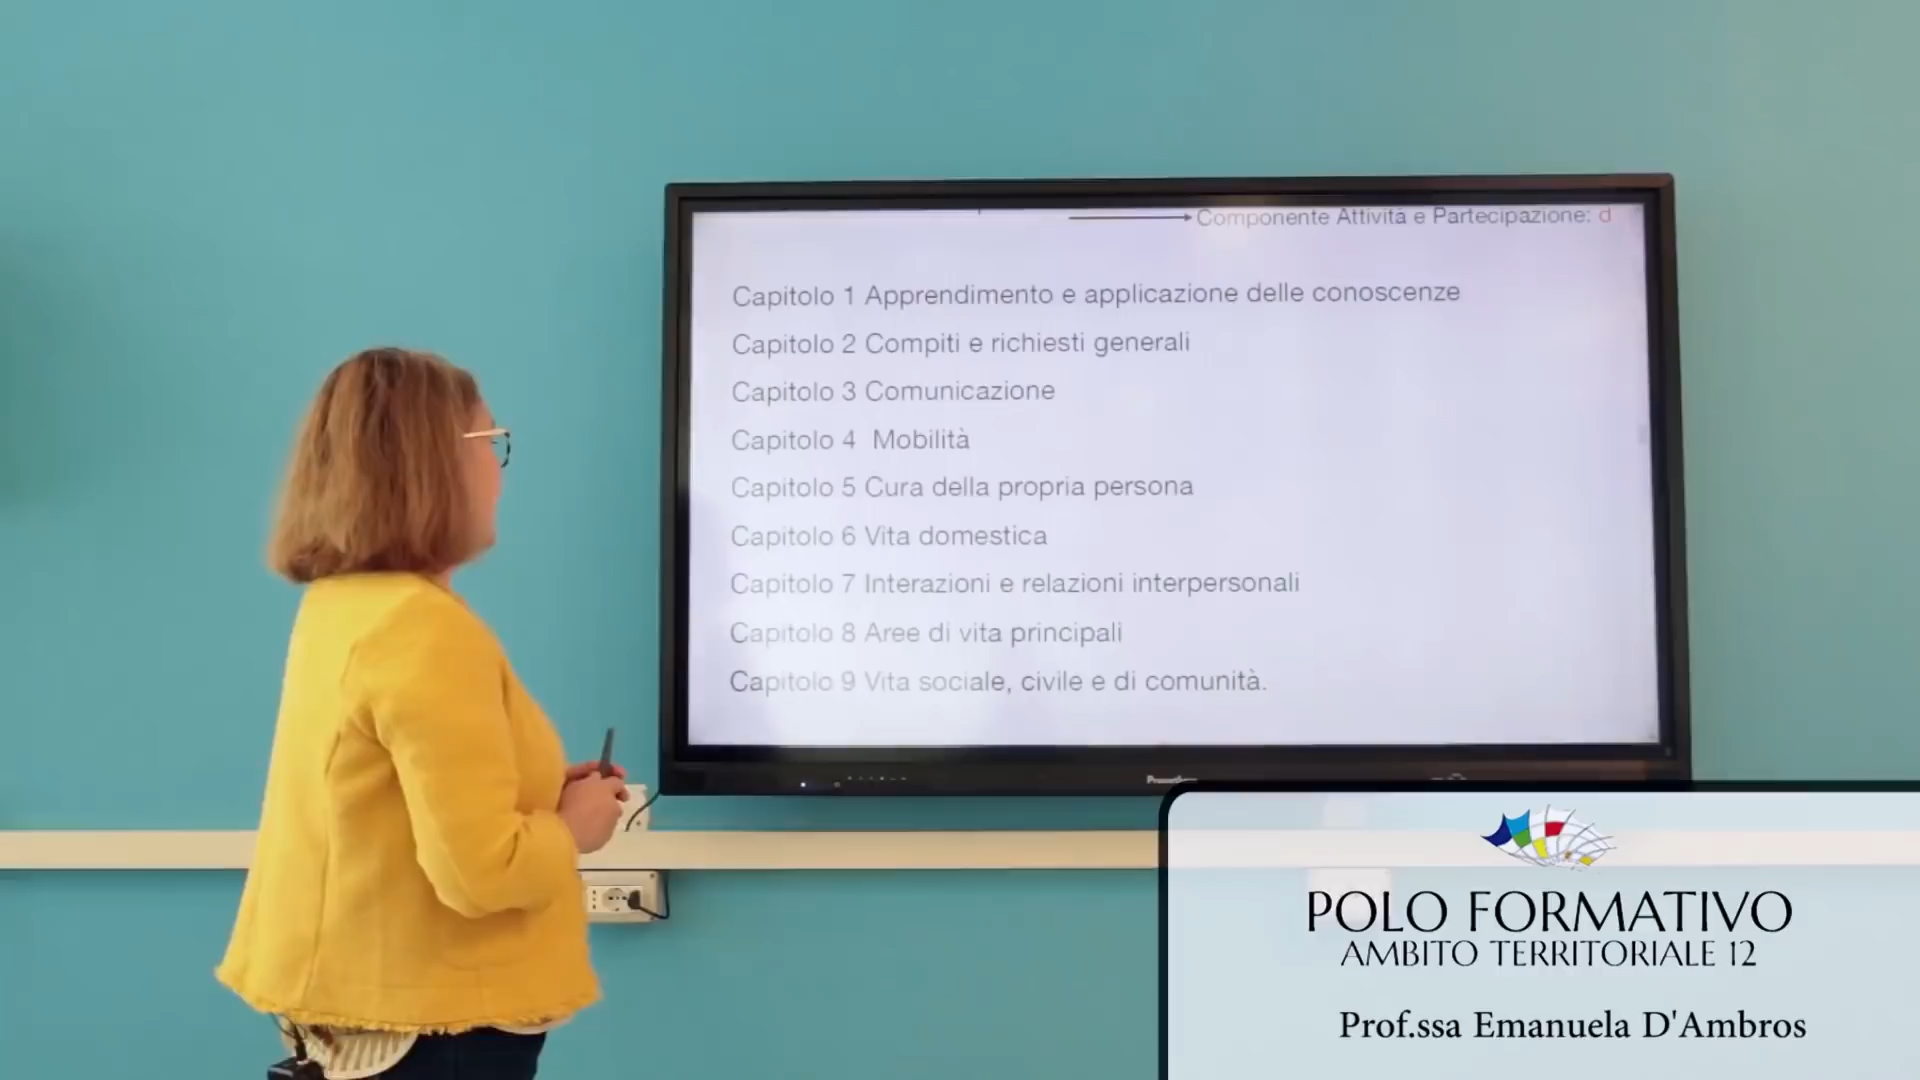 Componente Attività e Partecipazione: d
Capitolo 1 Apprendimento e applicazione delle conoscenze
Capitolo 2 Compiti e richiesti generali
Capitolo 3 Comunicazione
Capitolo 4 Mobilità
Capitolo 5 Cura della propria persona
Capitolo 6 Vita domestica
Capitolo 7 Interazioni e relazioni interpersonali
Capitolo 8 Aree di vita principali
Capitolo 9 Vita sociale, civile e di comunità.
POLO FORMATIVO
AMBITO TERRITORIALE 12
Prof.ssa Emanuela D'Ambros